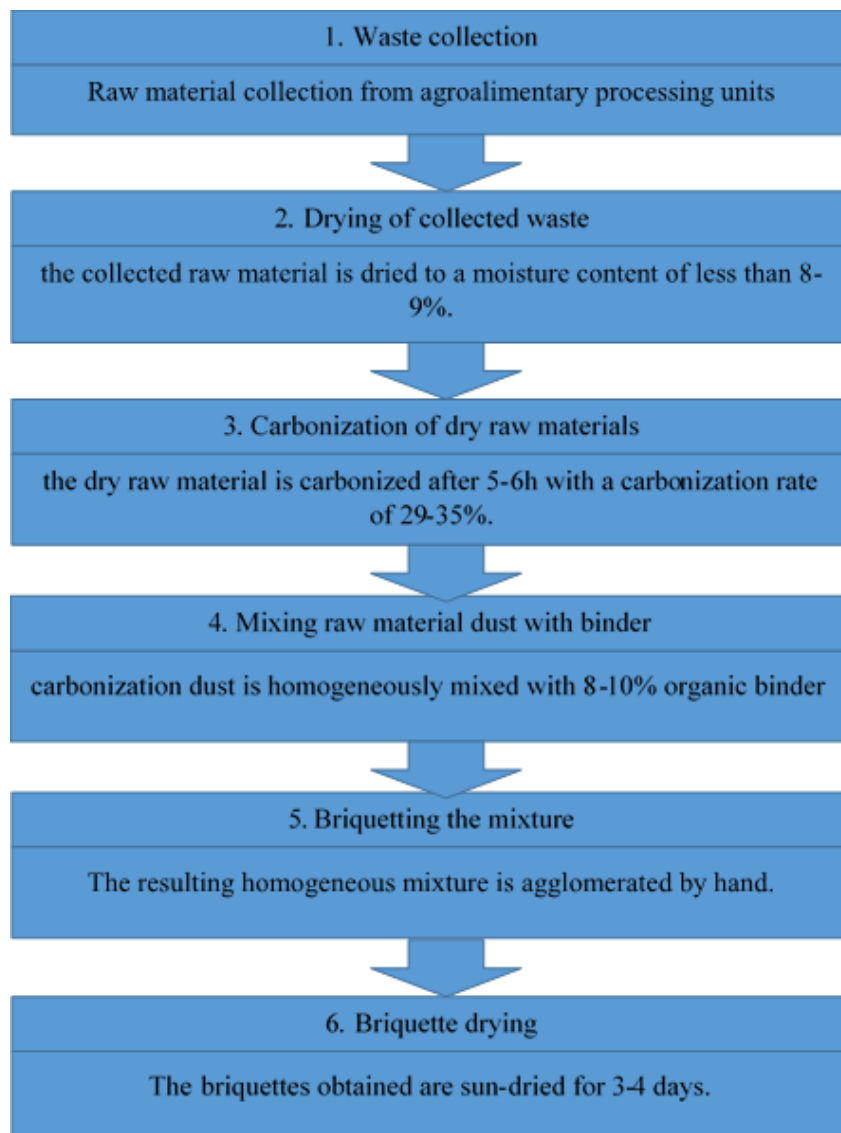 1. Waste collection
Raw material collection from agroalimentary processing units
2. Drying of collected waste
the collected raw material is dried to a moisture content of less than 8-
9%.
3. Carbonization of dry raw materials
the dry raw material is carbonized after 5-6h with a carbonization rate
of 29-35%.
4. Mixing raw material dust with binder
carbonization dust is homogeneously mixed with 8-10% organic binder
5. Briquetting the mixture
The resulting homogeneous mixture is agglomerated by hand.
6. Briquette drying
The briquettes obtained are sun-dried for 3-4 days.